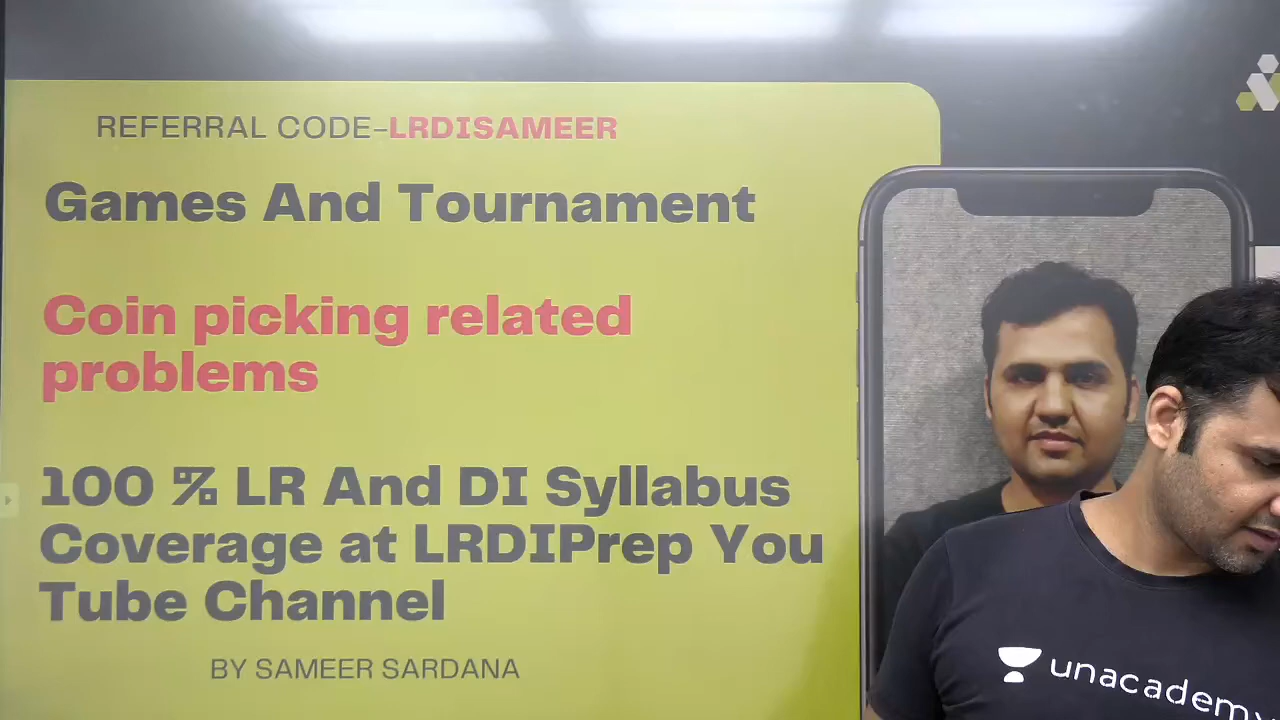 REFERRAL CODE-LRDISAMEER
Games And Tournament
Coin picking related
problems
100 % LR And DI Syllabus
Coverage at LRDIPrep You
Tube Channel
BY SAMEER SARDANA
unacademy